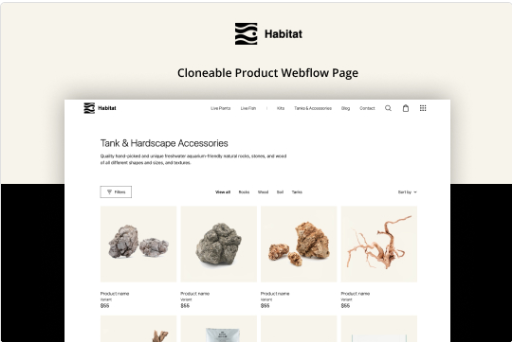 Habitat
Cloneable Product Webflow Page
Habitat
Live Plants Live Fish Kits Tanks & Accessories Blog Contact
Tank & Hardscape Accessories
Quality hand-picked and unique freshwater aquarium friendly natural rocks, stones, and wood
of all different shapes and sizes, and textures.
Filters View all Rocks Wood Soil Tanks Sort by
Product name Product name Product name Product name
Variant Variant Variant Variant
$55 $55 $55 $55